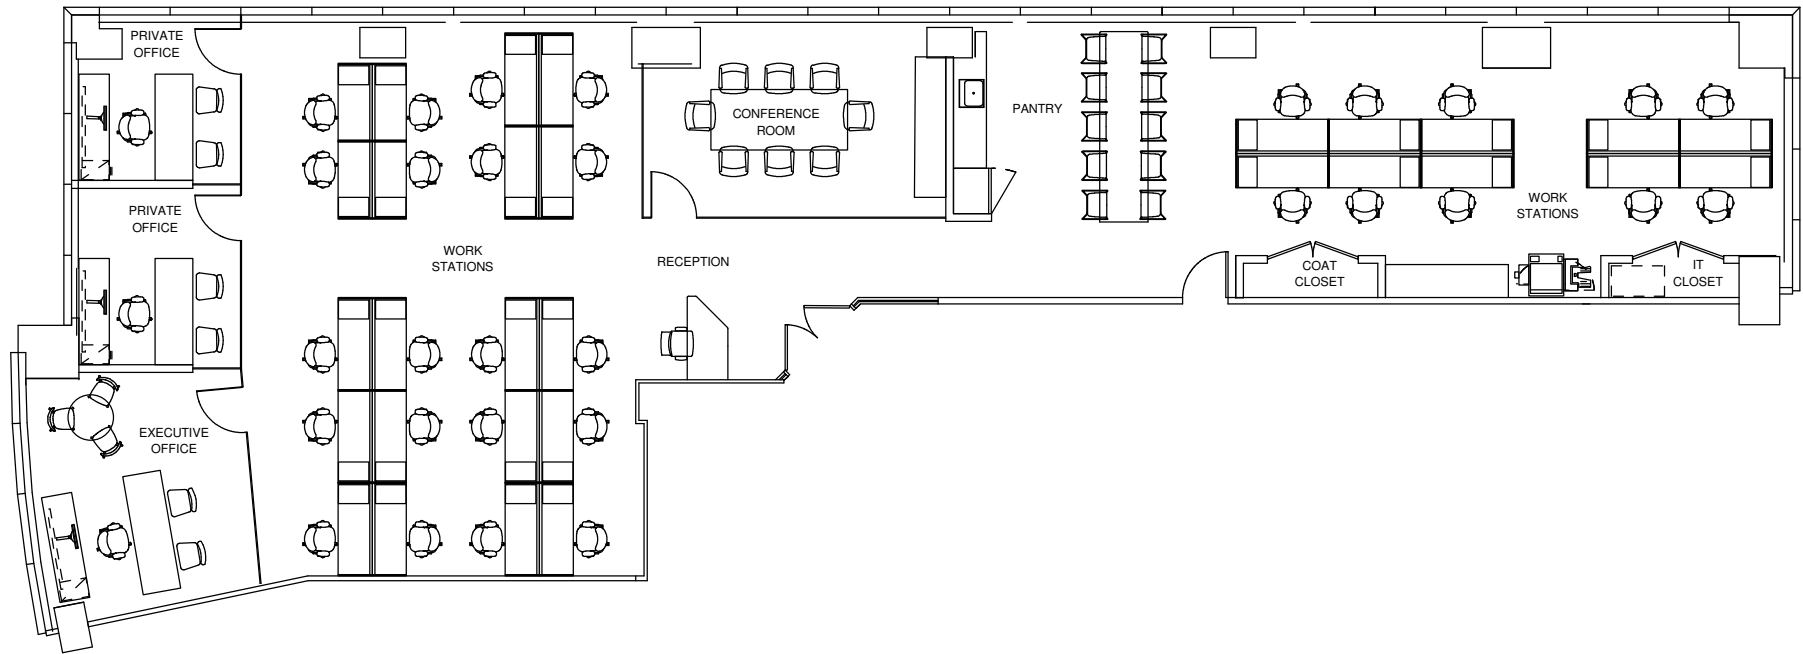 PRIVATE
OFFICE
PRIVATE
OFFICE
EXECUTIVE
OFFICE
WORK
STATIONS
RECEPTION
CONFERENCE
ROOM
PANTRY
WORK
STATIONS
COAT
CLOSET
IT
CLOSET